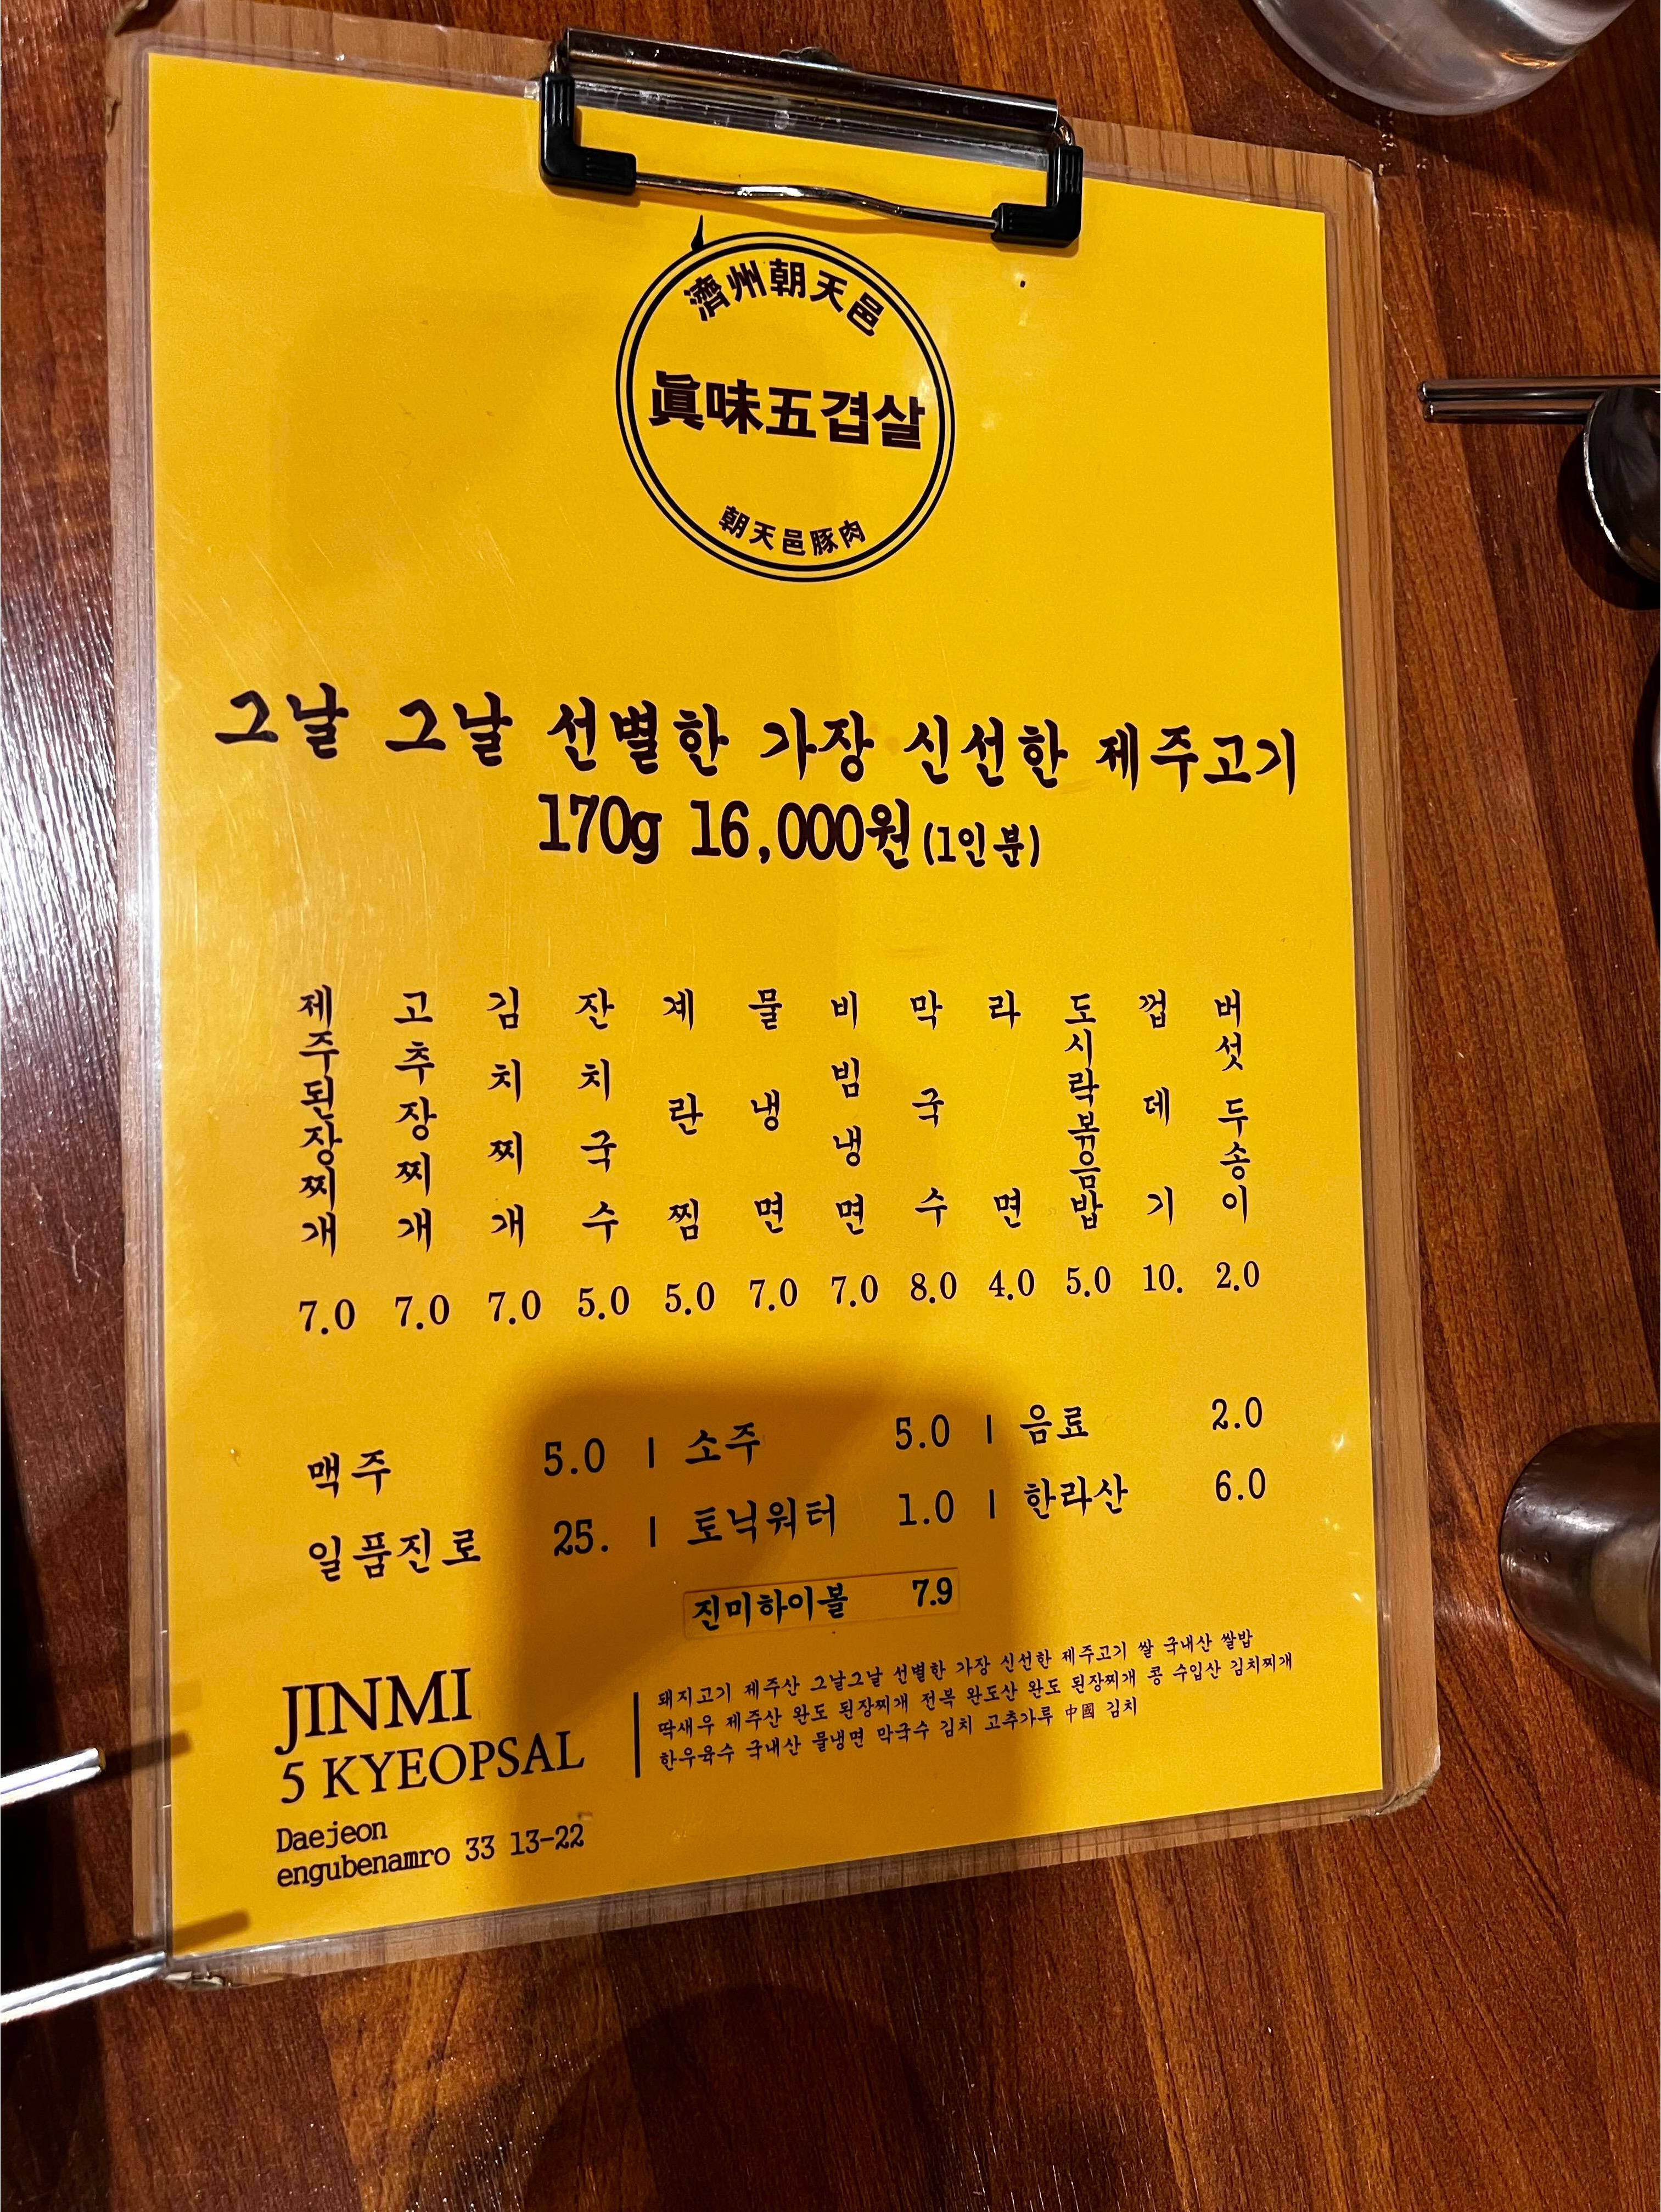 濟州朝天邑
眞味五겹살
朝天邑豚肉
그날 그날 선별한 가장 신선한 제주고기
170g 16,000원(1인분)
제주된장찌개 7.0
고추장찌개 7.0
김치찌개 7.0
잔치국수 5.0
계란찜 5.0
물냉면 7.0
비빔냉면 7.0
막국수 8.0
라면 4.0
도시락볶음밥 5.0
껍데기 10.
버섯 두송이 2.0
맥주 5.0 | 소주 5.0 | 음료 2.0
일품진로 25. | 토닉워터 1.0 | 한라산 6.0
진미하이볼 7.9
JINMI
5 KYEOPSAL
Daejeon
engubenamro 33 13-22
돼지고기 제주산 그날그날 선별한 가장 신선한 제주고기 쌀 국내산 쌀밥
딱새우 제주산 완도 된장찌개 전복 완도산 완도 된장찌개 콩 수입산 김치찌개
한우육수 국내산 물냉면 막국수 김치 고추가루 中國 김치